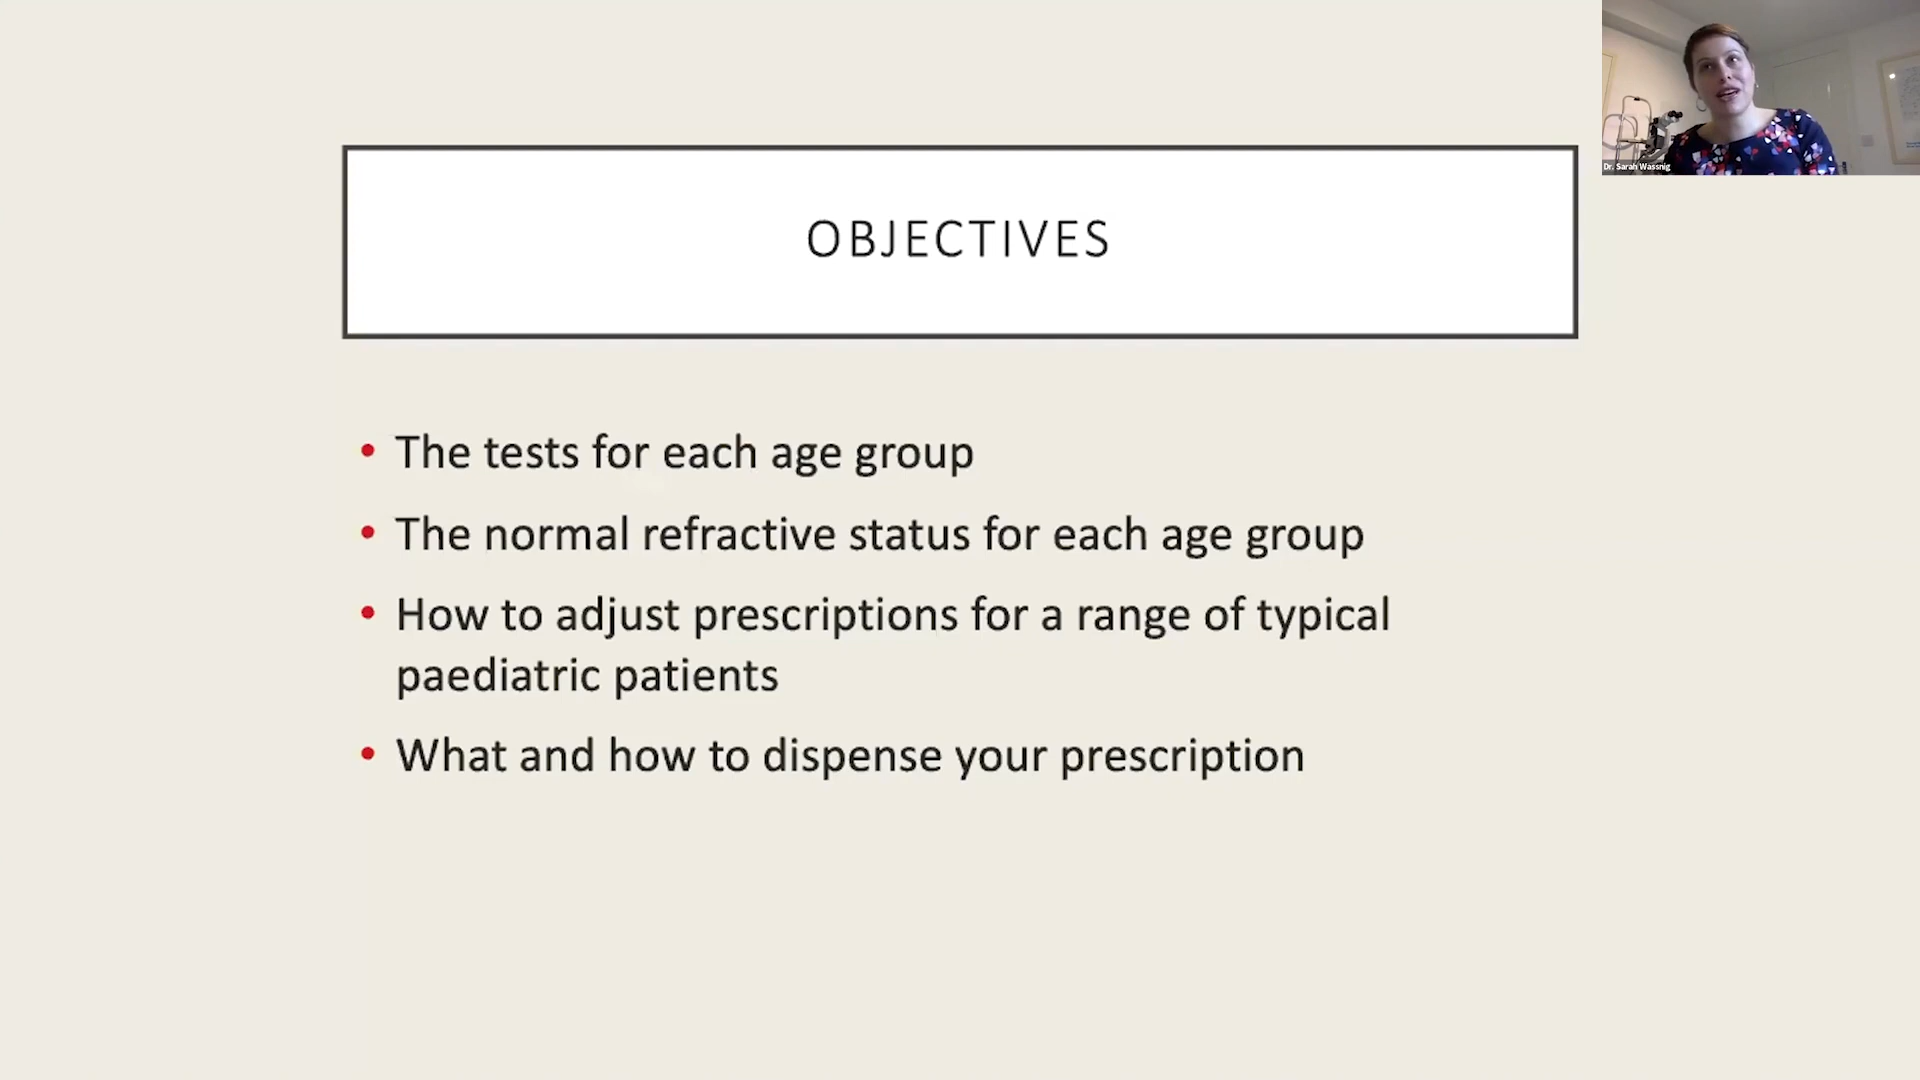 OBJECTIVES
• The tests for each age group
• The normal refractive status for each age group
• How to adjust prescriptions for a range of typical
paediatric patients
• What and how to dispense your prescription
Dr. Sarah Wassnig